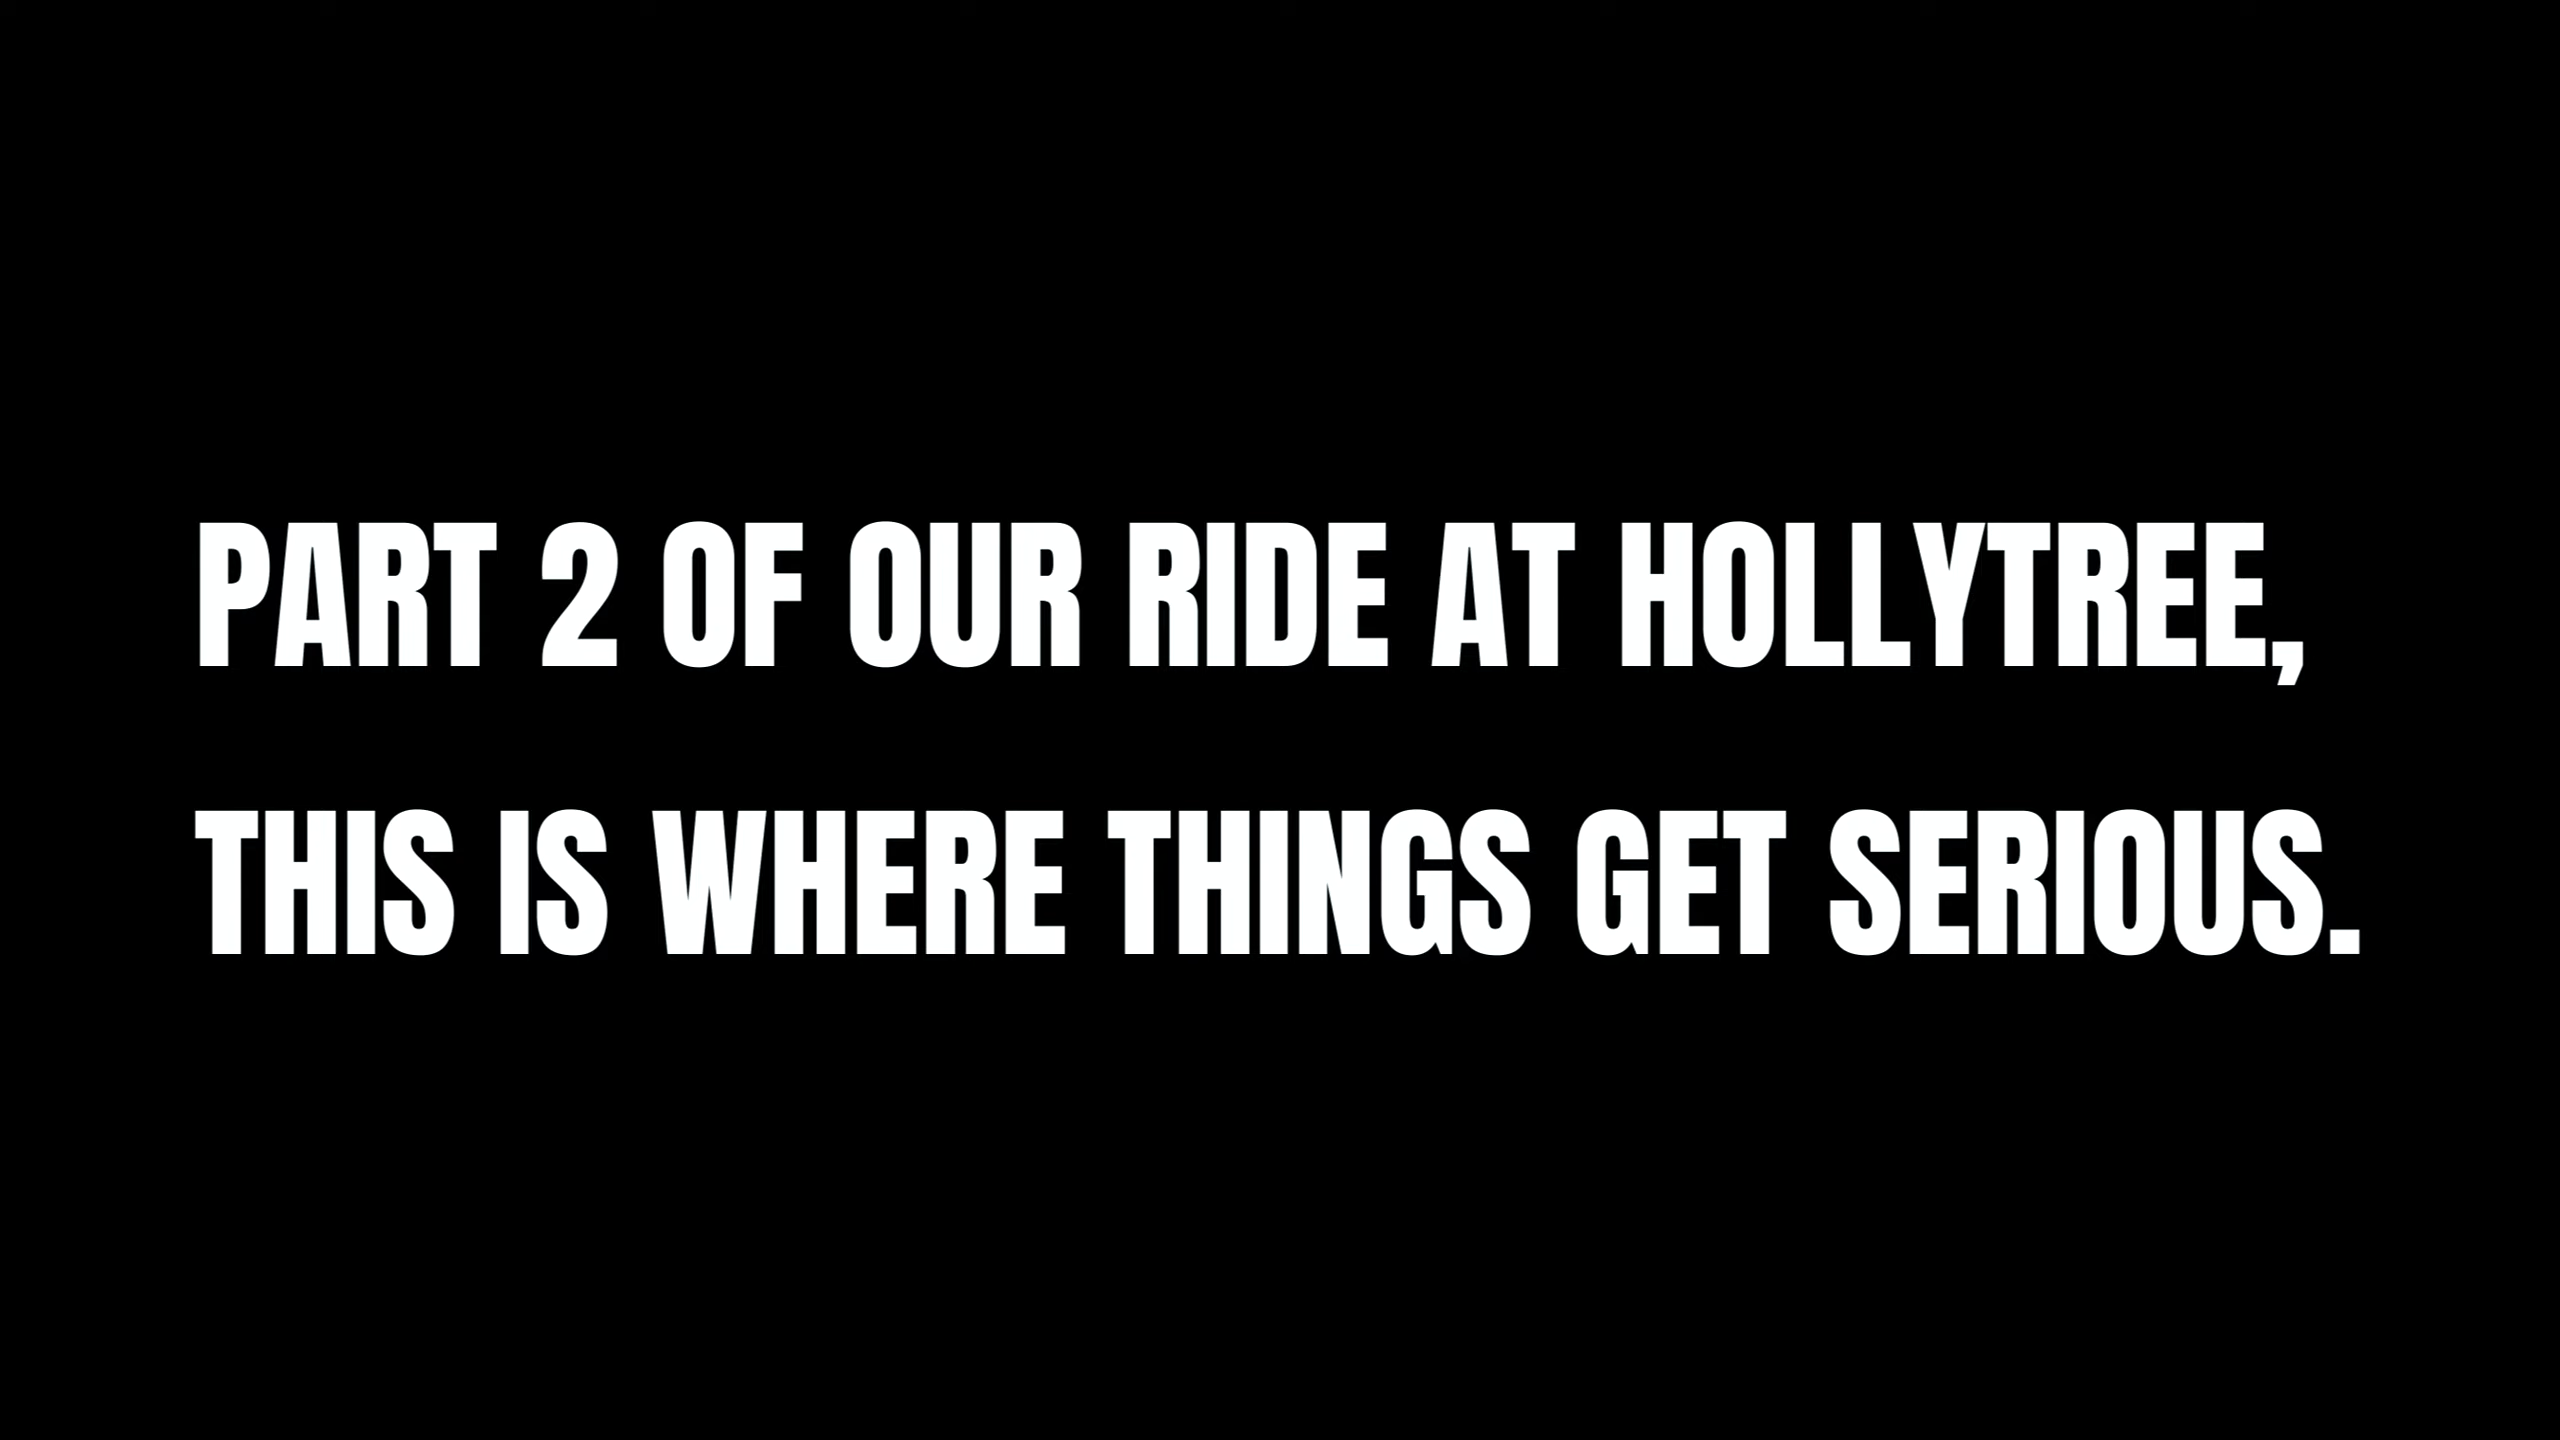 PART 2 OF OUR RIDE AT HOLLYTREE,
THIS IS WHERE THINGS GET SERIOUS.